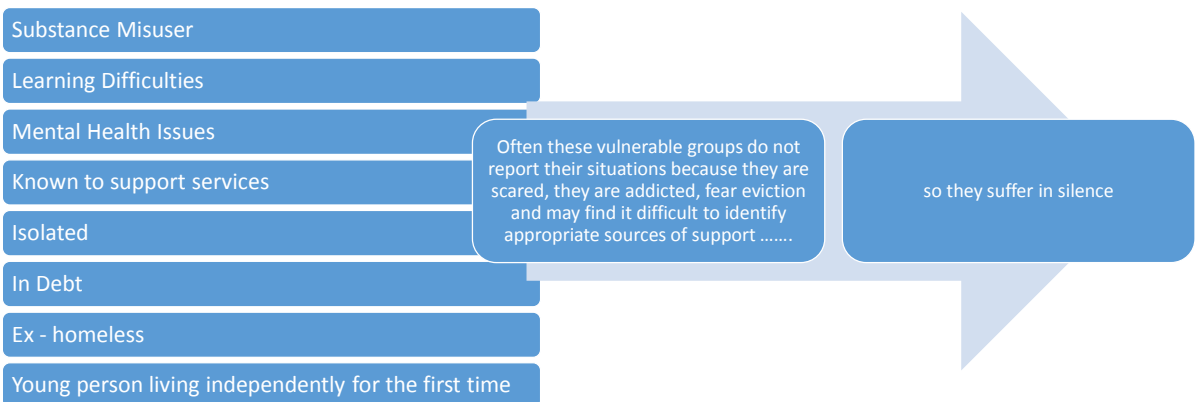 Substance Misuser
Learning Difficulties
Mental Health Issues
Known to support services
Isolated
In Debt
Ex - homeless
Young person living independently for the first time
Often these vulnerable groups do not
report their situations because they are
scared, they are addicted, fear eviction
and may find it difficult to identify
appropriate sources of support …….
so they suffer in silence